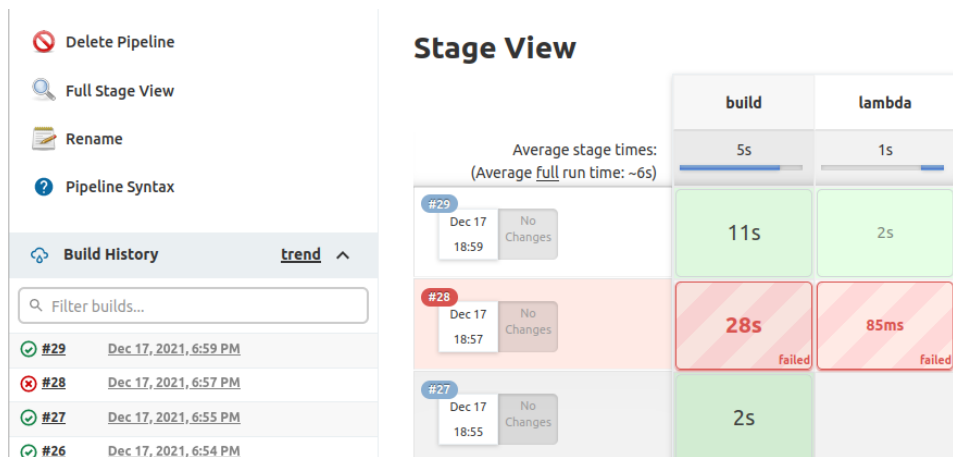 Delete Pipeline
Full Stage View
Rename
Pipeline Syntax
Build History trend
Filter builds...
#29 Dec 17, 2021, 6:59 PM
#28 Dec 17, 2021, 6:57 PM
#27 Dec 17, 2021, 6:55 PM
#26 Dec 17, 2021, 6:54 PM
Stage View
build lambda
Average stage times: 5s 1s
(Average full run time: ~6s)
#29
Dec 17 No
18:59 Changes
11s 2s
#28
Dec 17 No
18:57 Changes
28s 85ms
failed failed
#27
Dec 17 No
18:55 Changes
2s